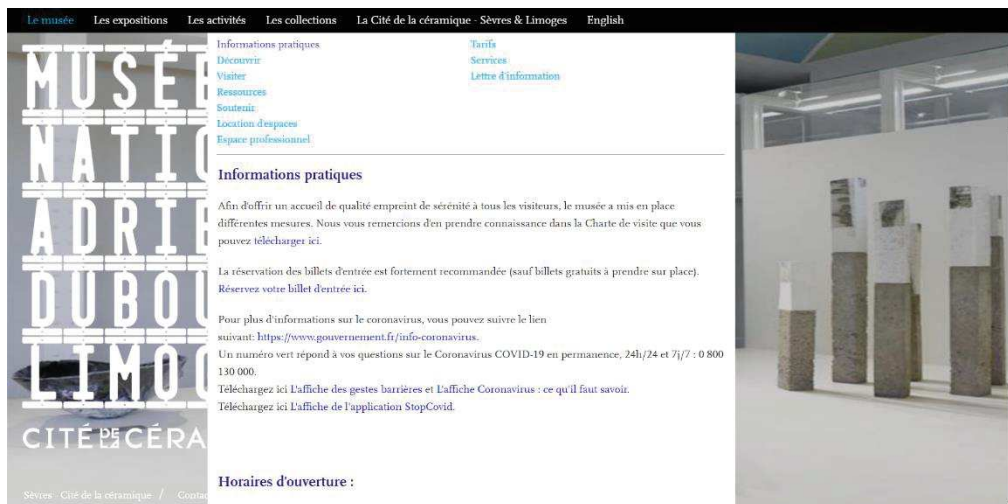 Le musée Les expositions Les activités Les collections La Cité de la céramique - Sèvres & Limoges English
Informations pratiques Tarifs
Découvrir Services
Visiter Lettre d'information
Ressources
Soutenir
Location d'espaces
Espace professionnel
MUSÉE
NATIO
ADRIE
DUBOU
LIMOG
CITÉ DE LA CÉRA
Informations pratiques
Afin d'offrir un accueil de qualité empreint de sérénité à tous les visiteurs, le musée a mis en place
différentes mesures. Nous vous remercions d'en prendre connaissance dans la Charte de visite que vous
pouvez télécharger ici.
La réservation des billets d'entrée est fortement recommandée (sauf billets gratuits à prendre sur place).
Réservez votre billet d'entrée ici.
Pour plus d'informations sur le coronavirus, vous pouvez suivre le lien
suivant: https://www.gouvernement.fr/info-coronavirus.
Un numéro vert répond à vos questions sur le Coronavirus COVID-19 en permanence, 24h/24 et 7j/7 : 0 800
130 000.
Téléchargez ici L'affiche des gestes barrières et L'affiche Coronavirus : ce qu'il faut savoir.
Téléchargez ici L'affiche de l'application StopCovid.
Horaires d'ouverture :
Sèvres - Cité de la céramique / Contac